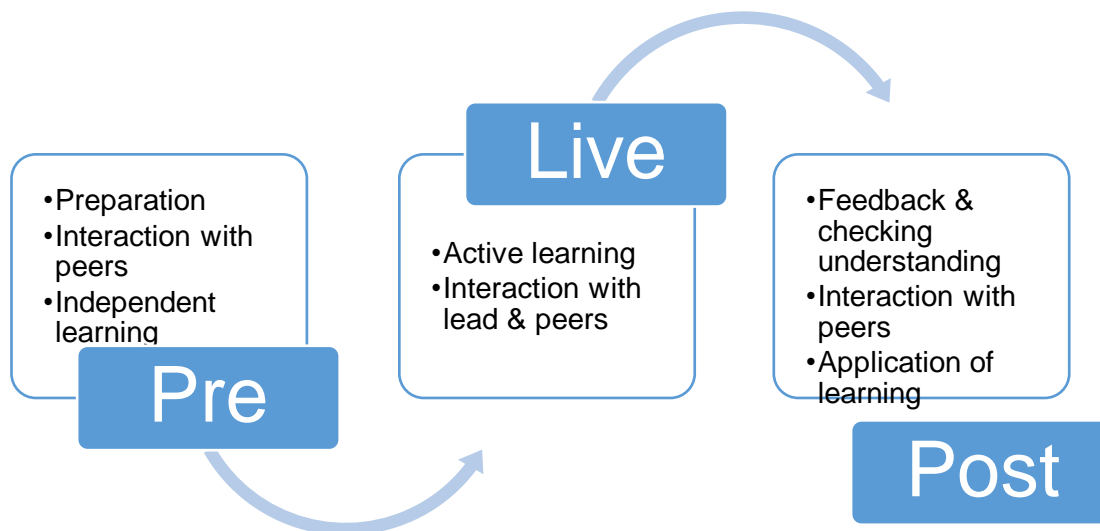 •Preparation
•Interaction with
peers
•Independent
learning
Pre
Live
•Active learning
•Interaction with
lead & peers
•Feedback &
checking
understanding
•Interaction with
peers
•Application of
learning
Post